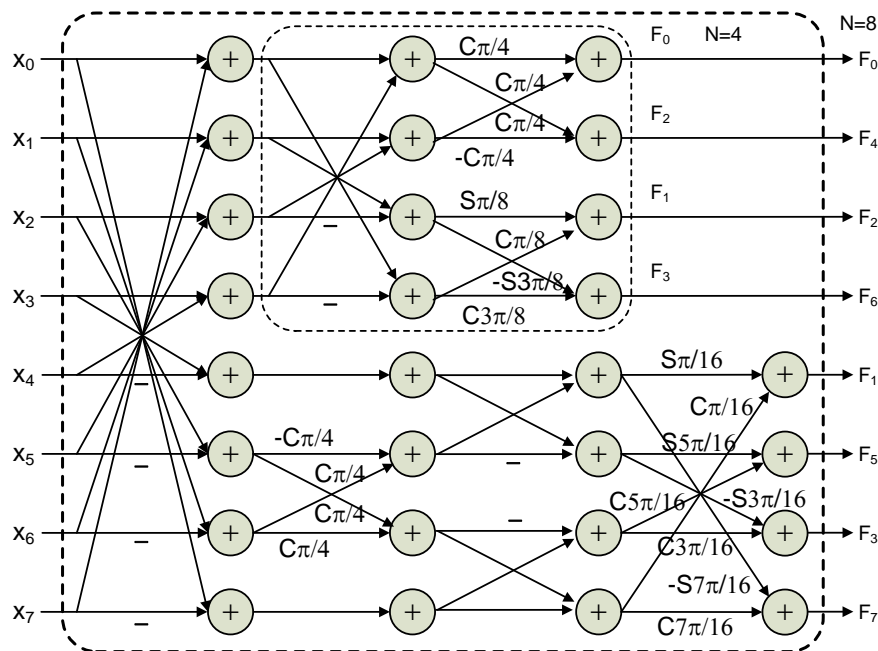 N=8
F0 N=4
x0 + + Cπ/4 + F0
Cπ/4
F2
x1 + + Cπ/4 + F4
-Cπ/4
F1
x2 + + Sπ/8 + F2
–
Cπ/8
F3
x3 + + -S3π/8 + F6
–
C3π/8
x4 + + + Sπ/16 + F1
–
Cπ/16
-Cπ/4
x5 + + + S5π/16 + F5
– –
Cπ/4
C5π/16 -S3π/16
Cπ/4
–
x6 + + + C3π/16 + F3
– Cπ/4
-S7π/16
x7 + + + + F7
– C7π/16